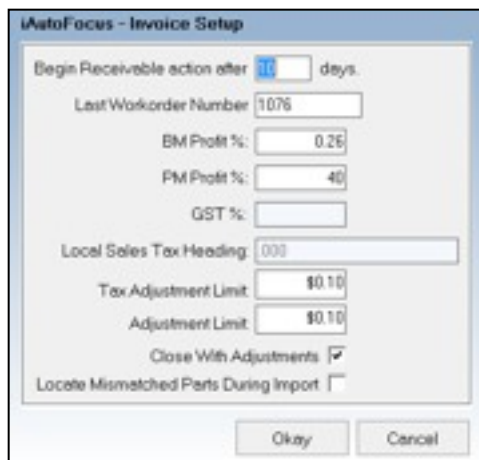 iAutoFocus - Invoice Setup
Begin Receivable action after 10 days.
Last Workorder Number 1076
BM Profit %: 0.26
PM Profit %: 40
GST %:
Local Sales Tax Heading: .000
Tax Adjustment Limit: $0.10
Adjustment Limit: $0.10
Close With Adjustments
Locate Mismatched Parts During Import
Okay Cancel